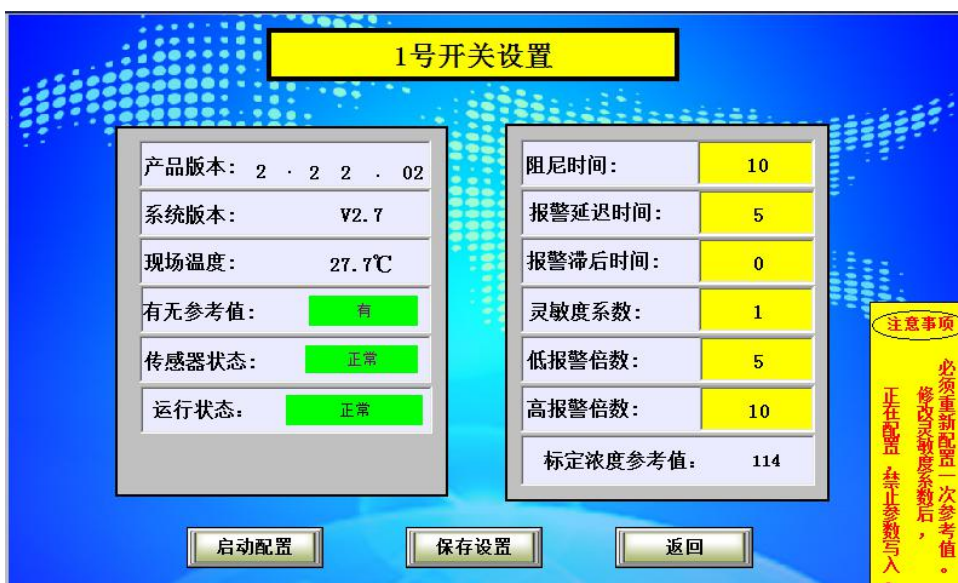 1号开关设置
产品版本: 2 . 2 2 . 02
系统版本: V2.7
现场温度: 27.7℃
有无参考值: 有
传感器状态: 正常
运行状态: 正常
阻尼时间: 10
报警延迟时间: 5
报警滞后时间: 0
灵敏度系数: 1
低报警倍数: 5
高报警倍数: 10
标定浓度参考值: 114
注意事项
正在配置，禁止参数写入
修改灵敏度系数后，
必须重新配置一次参考值。
启动配置
保存设置
返回